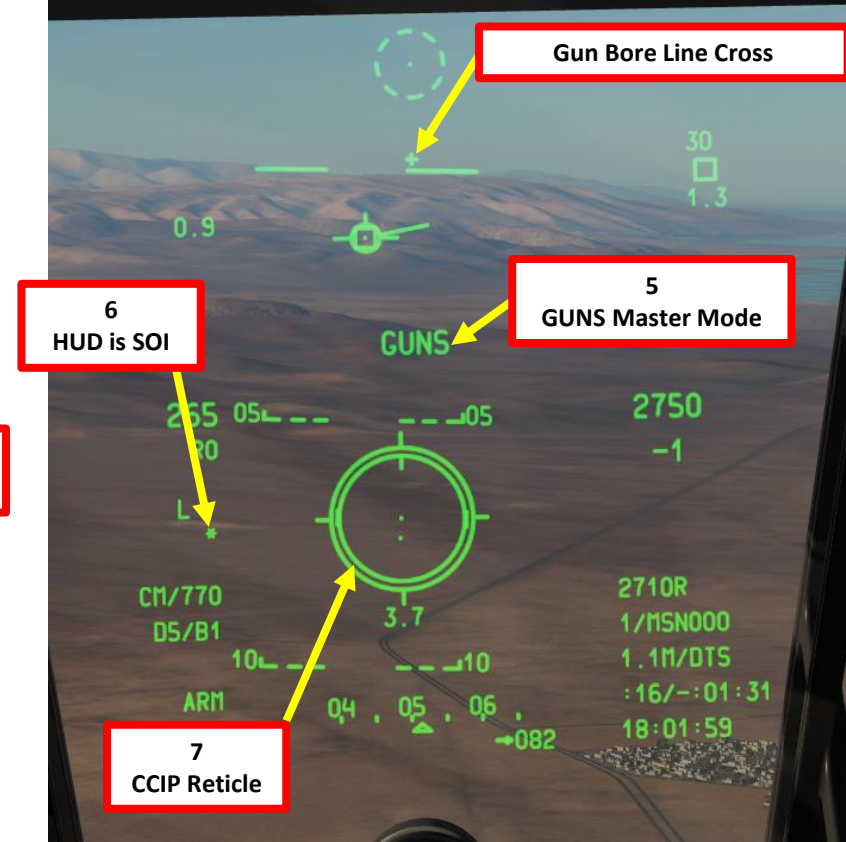 Gun Bore Line Cross
30
1.3
0.9
5
GUNS Master Mode
6
HUD is SOI
GUNS
265 05 05 2750
R0 -1
L
*
CM/770 3.7 2710R
D5/B1 1/MSN000
10 10 1.1M/DTS
ARM 04 . 05 . 06 . :16/-:01:31
→082 18:01:59
7
CCIP Reticle